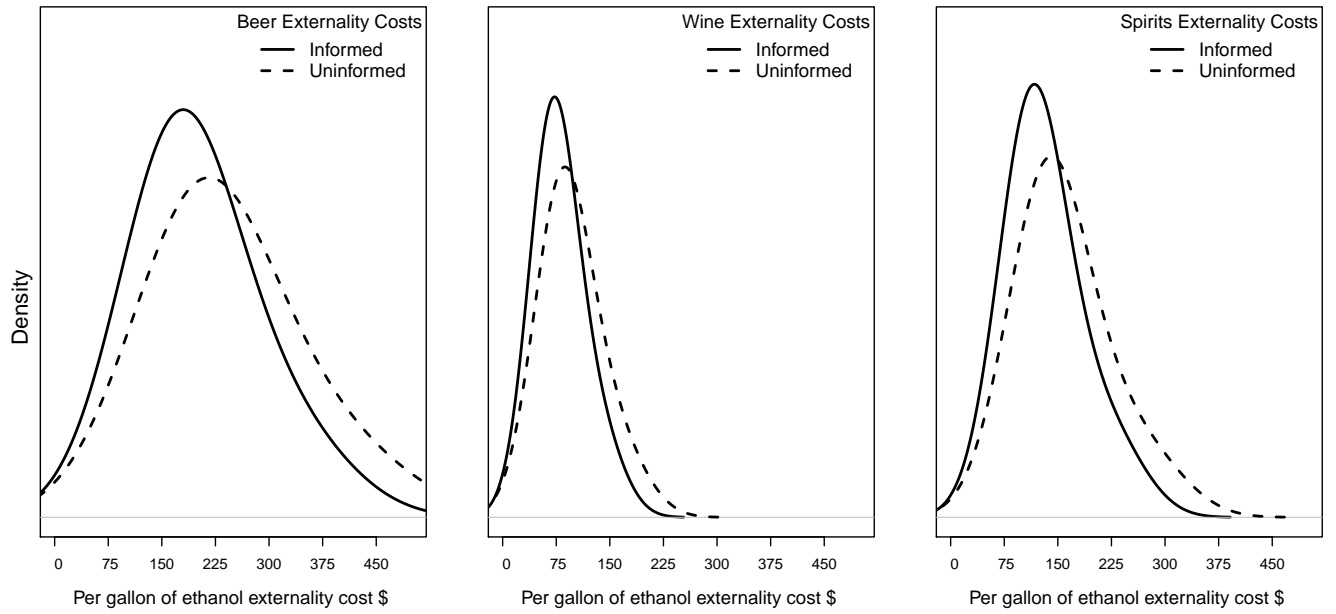 Beer Externality Costs
Informed
Uninformed
Density
0 75 150 225 300 375 450
Per gallon of ethanol externality cost $
Wine Externality Costs
Informed
Uninformed
0 75 150 225 300 375 450
Per gallon of ethanol externality cost $
Spirits Externality Costs
Informed
Uninformed
0 75 150 225 300 375 450
Per gallon of ethanol externality cost $